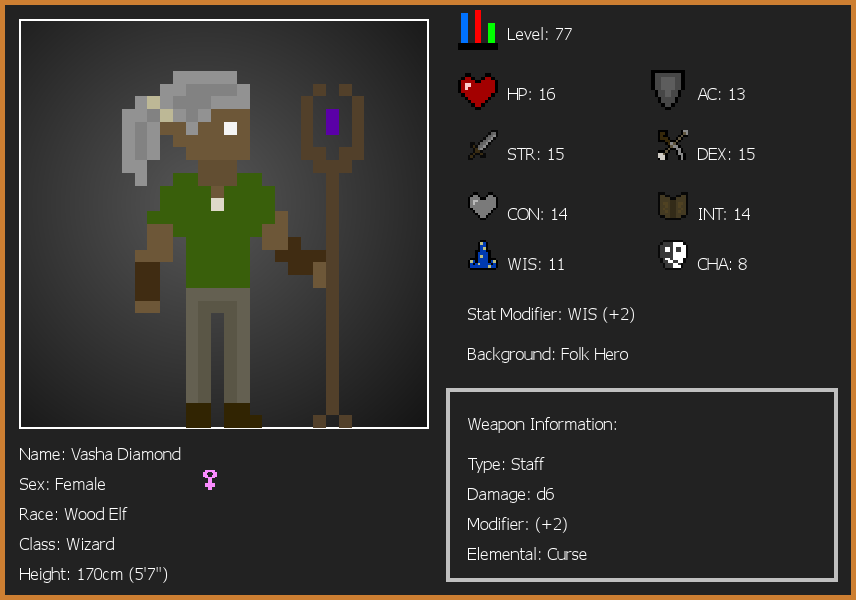 Level: 77
HP: 16
AC: 13
STR: 15
DEX: 15
CON: 14
INT: 14
WIS: 11
CHA: 8
Stat Modifier: WIS (+2)
Background: Folk Hero
Weapon Information:
Type: Staff
Damage: d6
Modifier: (+2)
Elemental: Curse
Name: Vasha Diamond
Sex: Female
Race: Wood Elf
Class: Wizard
Height: 170cm (5'7")